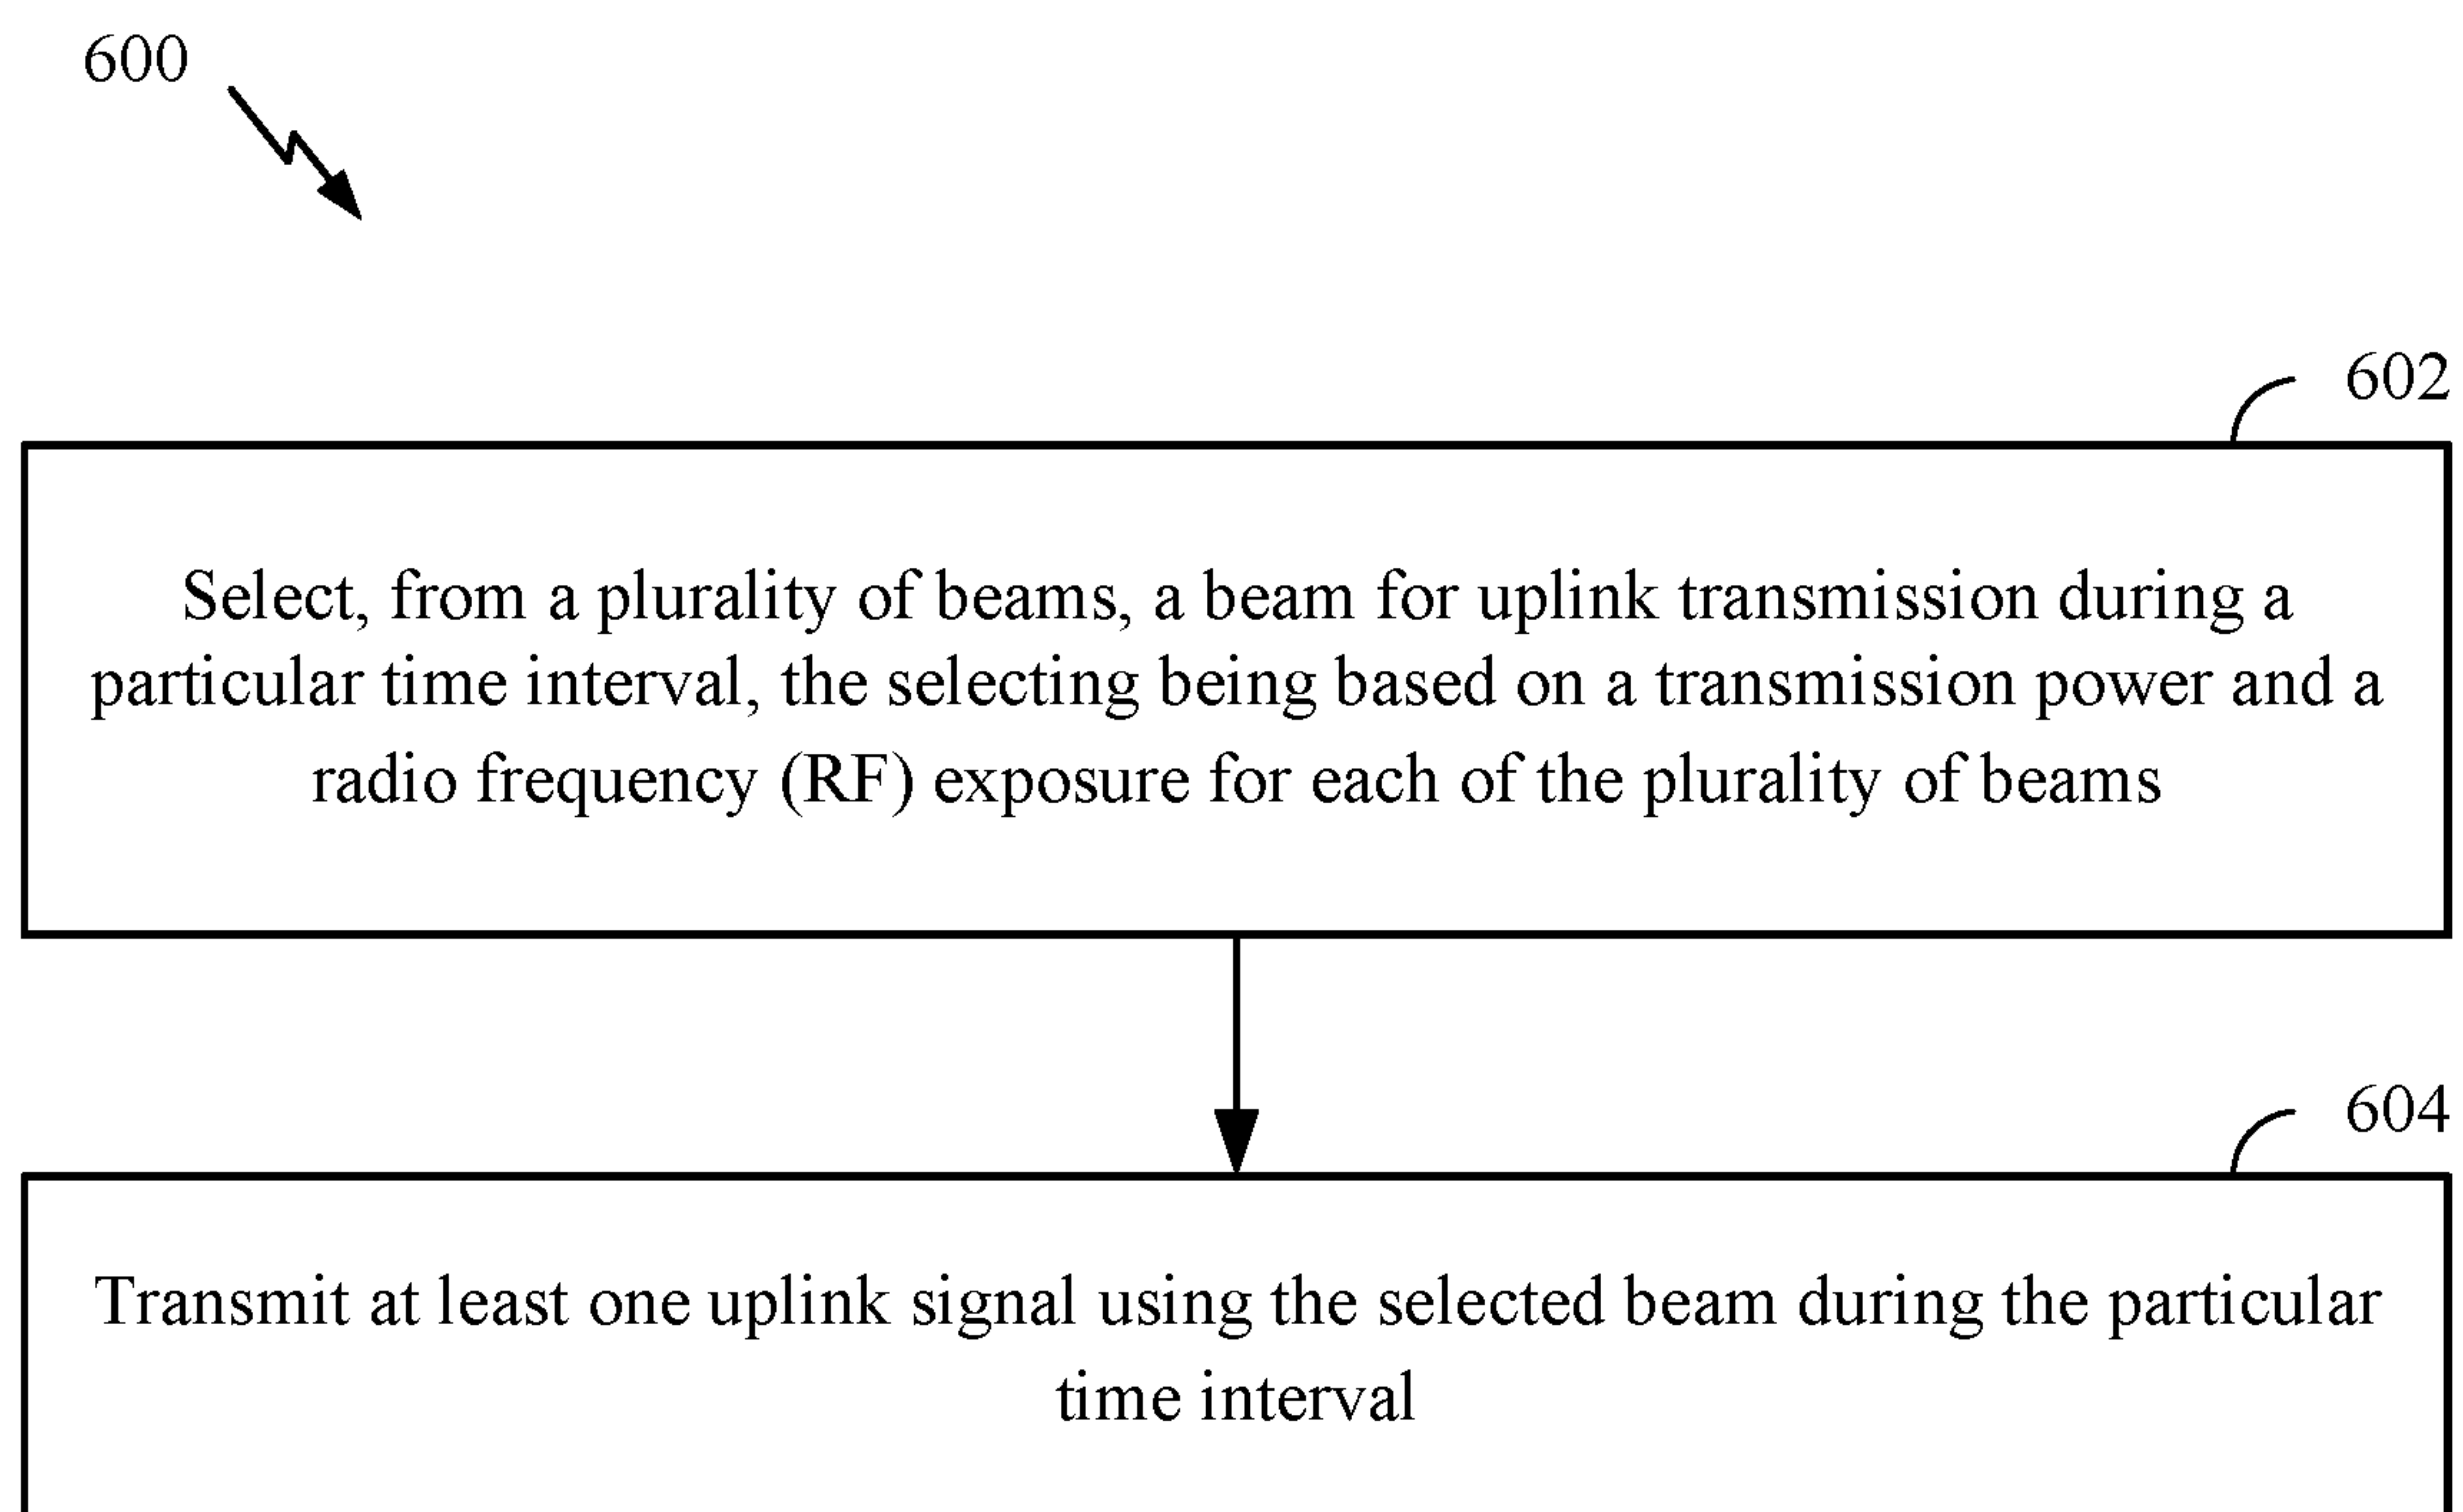 600
602
Select, from a plurality of beams, a beam for uplink transmission during a
particular time interval, the selecting being based on a transmission power and a
radio frequency (RF) exposure for each of the plurality of beams
604
Transmit at least one uplink signal using the selected beam during the particular
time interval